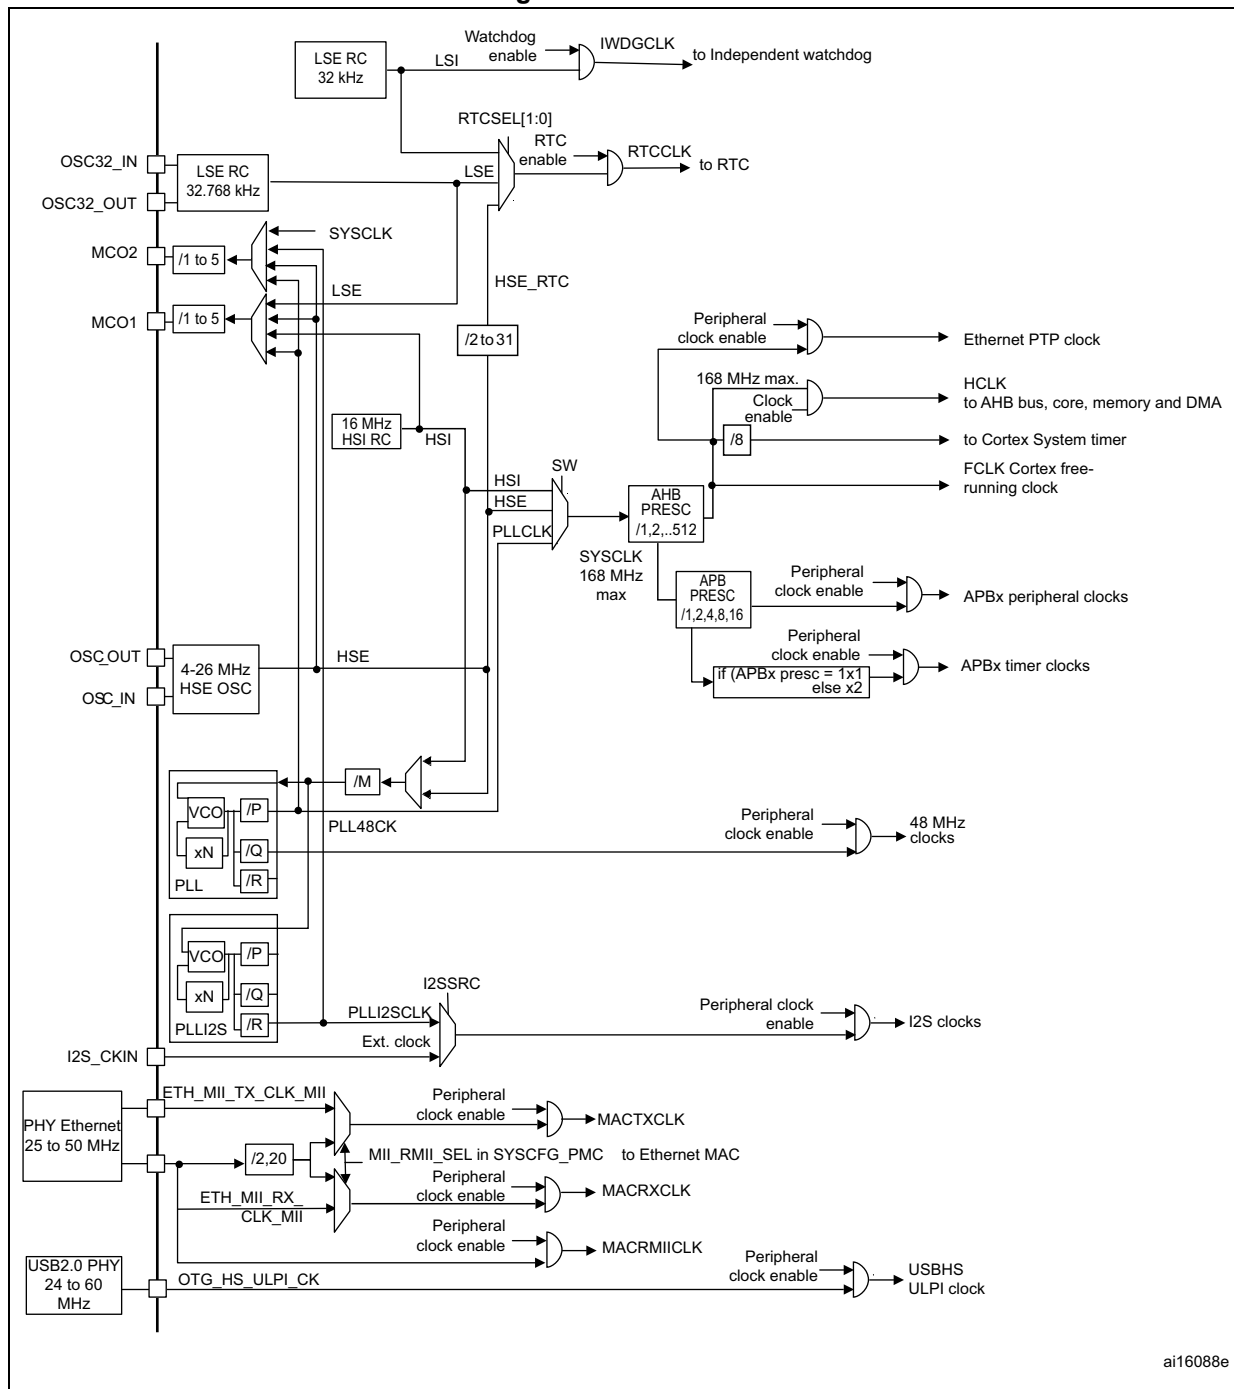 LSE RC
32 kHz
LSI
Watchdog
enable
IWDGCLK
to Independent watchdog
RTCSEL[1:0]
RTC
enable
RTCCLK
to RTC
OSC32_IN
OSC32_OUT
LSE RC
32.768 kHz
LSE
SYSCLK
MCO2
/1 to 5
HSE_RTC
LSE
MCO1
/1 to 5
/2 to 31
Peripheral
clock enable
Ethernet PTP clock
168 MHz max.
Clock
enable
HCLK
to AHB bus, core, memory and DMA
16 MHz
HSI RC
HSI
/8
to Cortex System timer
SW
HSI
HSE
PLLCLK
AHB
PRESC
/1,2,..512
FCLK Cortex free-
running clock
SYSCLK
168 MHz
max
APB
PRESC
/1,2,4,8,16
Peripheral
clock enable
APBx peripheral clocks
Peripheral
clock enable
if (APBx presc = 1x1
else x2
APBx timer clocks
OSC_OUT
OSC_IN
4-26 MHz
HSE OSC
HSE
/M
VCO
/P
xN
/Q
/R
PLL
PLL48CK
Peripheral
clock enable
48 MHz
clocks
VCO
/P
xN
/Q
/R
PLLI2S
I2SSRC
PLLI2SCLK
Ext. clock
Peripheral clock
enable
I2S clocks
I2S_CKIN
PHY Ethernet
25 to 50 MHz
ETH_MII_TX_CLK_MII
Peripheral
clock enable
MACTXCLK
/2,20
MII_RMII_SEL in SYSCFG_PMC
to Ethernet MAC
ETH_MII_RX_
CLK_MII
Peripheral
clock enable
MACRXCLK
Peripheral
clock enable
MACRMIICLK
USB2.0 PHY
24 to 60
MHz
OTG_HS_ULPI_CK
Peripheral
clock enable
USBHS
ULPI clock
ai16088e